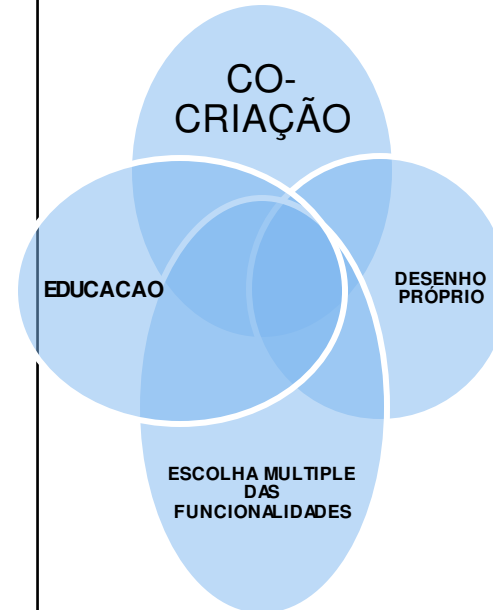 CO-
CRIAÇÃO
EDUCACAO
DESENHO
PRÓPRIO
ESCOLHA MULTIPLE
DAS
FUNCIONALIDADES